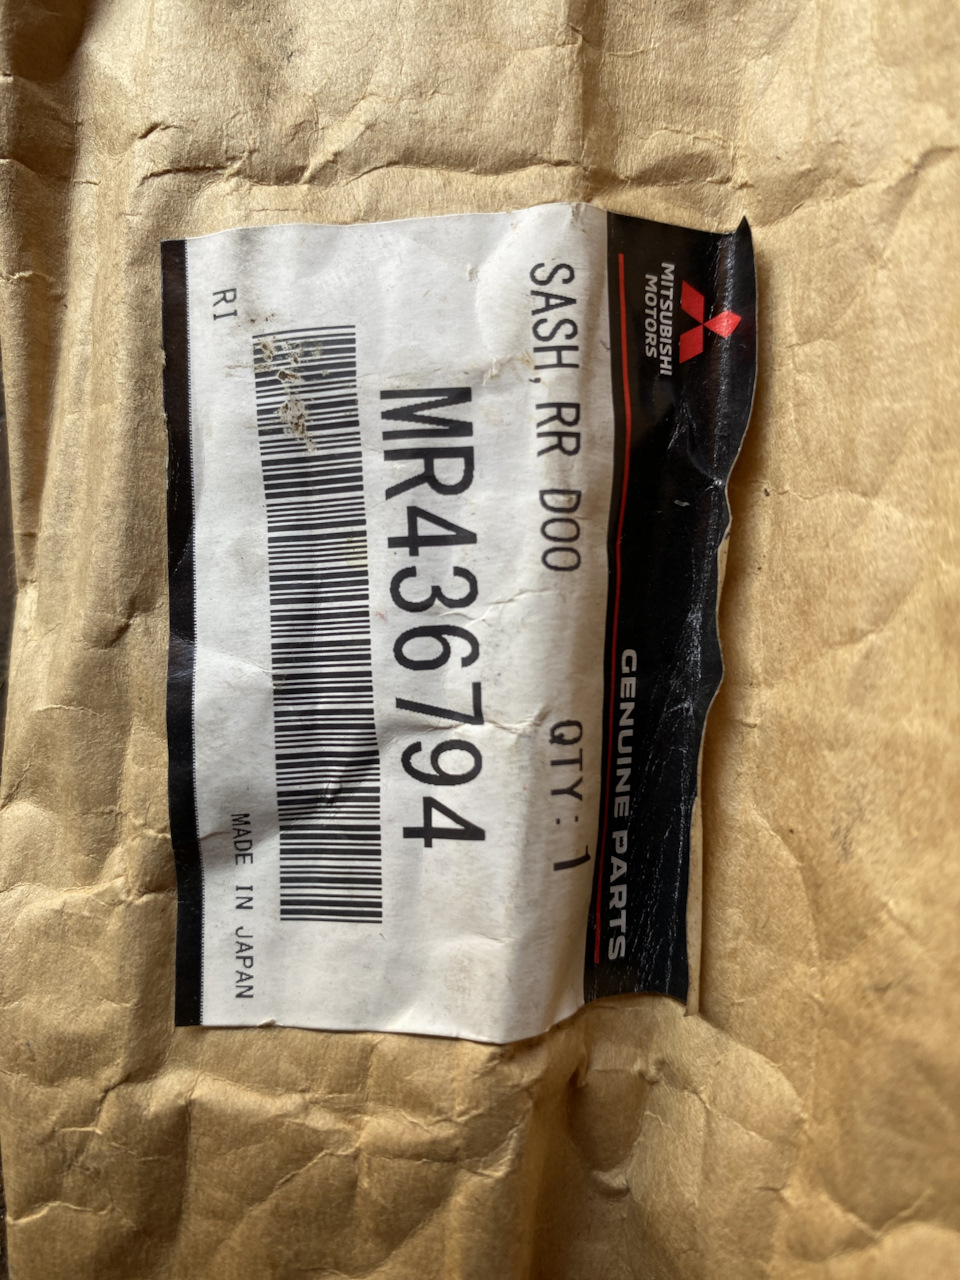 MITSUBISHI
MOTORS
GENUINE PARTS
SASH, RR DOO QTY: 1
MR436794
RI MADE IN JAPAN